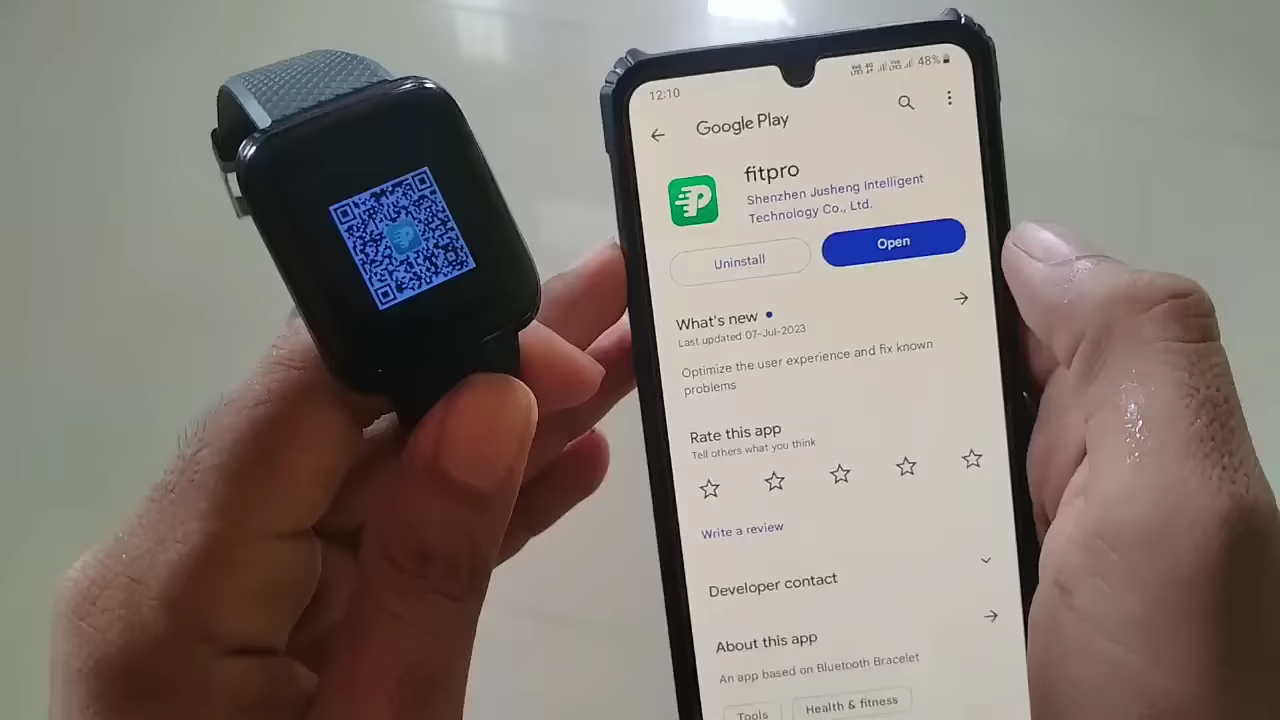 12:10
48%
Google Play
fitpro
Shenzhen Jusheng Intelligent
Technology Co., Ltd.
Uninstall
Open
What's new
Last updated 07-Jul-2023
Optimize the user experience and fix known
problems
Rate this app
Tell others what you think
Write a review
Developer contact
About this app
An app based on Bluetooth Bracelet
Tools
Health & fitness